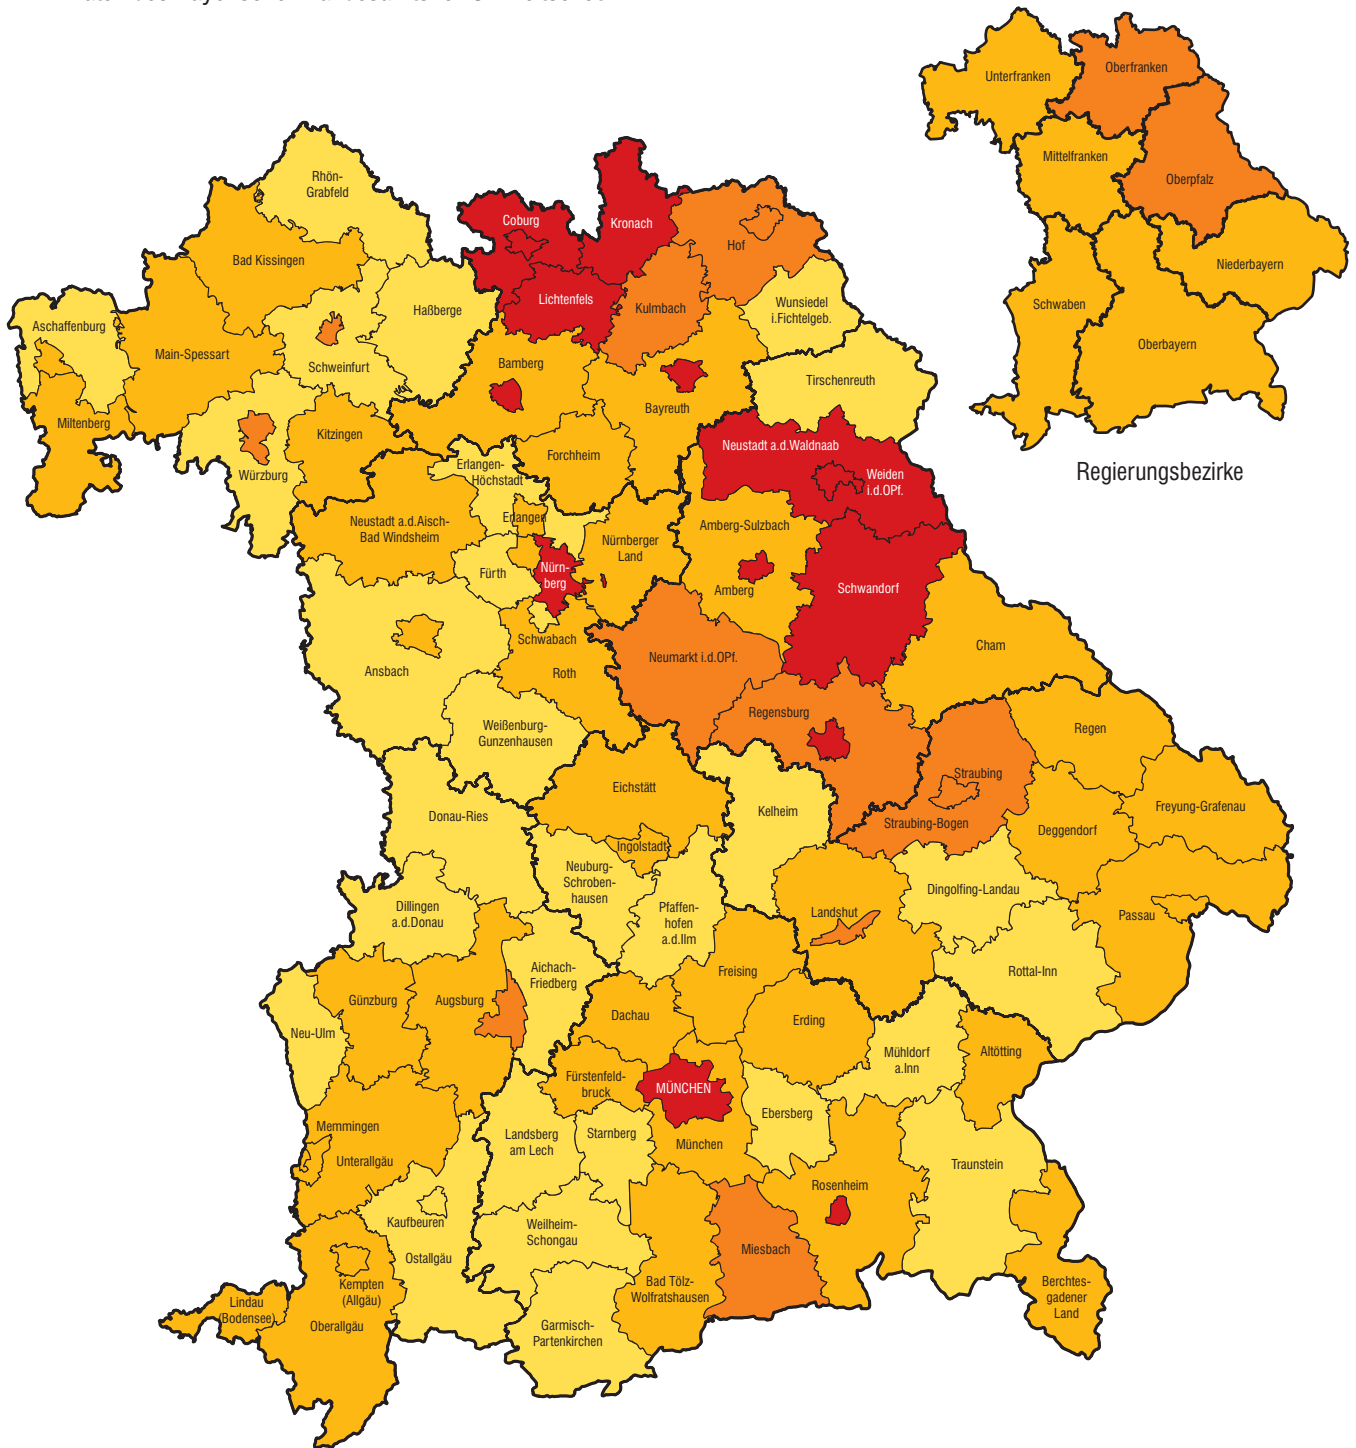 Unterfranken
Oberfranken
Mittelfranken
Oberpfalz
Niederbayern
Schwaben
Oberbayern
Regierungsbezirke
Rhön-
Grabfeld
Bad Kissingen
Coburg
Kronach
Hof
Lichtenfels
Kulmbach
Wunsiedel
i.Fichtelgeb.
Aschaffenburg
Main-Spessart
Schweinfurt
Haßberge
Bamberg
Bayreuth
Tirschenreuth
Miltenberg
Kitzingen
Würzburg
Forchheim
Erlangen-
Höchstadt
Erlangen
Neustadt a.d.Waldnaab
Weiden
i.d.OPf.
Neustadt a.d.Aisch-
Bad Windsheim
Nürnberger
Land
Amberg-Sulzbach
Fürth
Nürn-
berg
Amberg
Schwandorf
Schwabach
Roth
Ansbach
Neumarkt i.d.OPf.
Cham
Weißenburg-
Gunzenhausen
Regensburg
Regen
Eichstätt
Straubing
Donau-Ries
Kelheim
Straubing-Bogen
Deggendorf
Freyung-Grafenau
Ingolstadt
Neuburg-
Schroben-
hausen
Dingolfing-Landau
Dillingen
a.d.Donau
Pfaffen-
hofen
a.d.Ilm
Landshut
Passau
Aichach-
Friedberg
Freising
Rottal-Inn
Günzburg
Augsburg
Dachau
Erding
Neu-Ulm
Mühldorf
a.Inn
Altötting
Fürstenfeld-
bruck
MÜNCHEN
Ebersberg
Memmingen
Unterallgäu
Landsberg
am Lech
Starnberg
München
Traunstein
Rosenheim
Kaufbeuren
Ostallgäu
Weilheim-
Schongau
Miesbach
Kempten
(Allgäu)
Bad Tölz-
Wolfratshausen
Berchtes-
gadener
Land
Lindau
(Bodensee)
Oberallgäu
Garmisch-
Partenkirchen